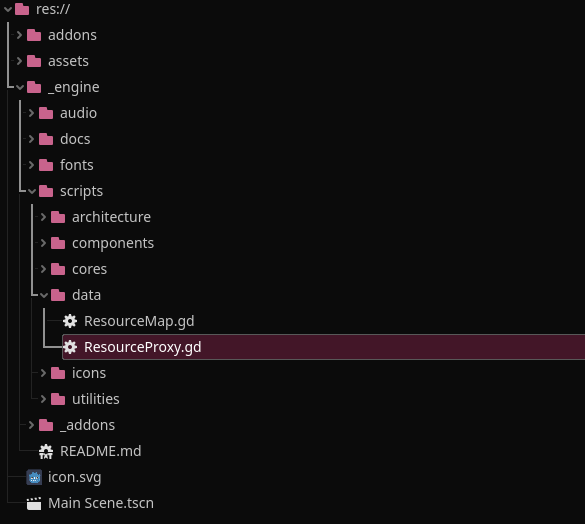 res://
addons
assets
_engine
audio
docs
fonts
scripts
architecture
components
cores
data
ResourceMap.gd
ResourceProxy.gd
icons
utilities
_addons
TXT README.md
icon.svg
Main Scene.tscn